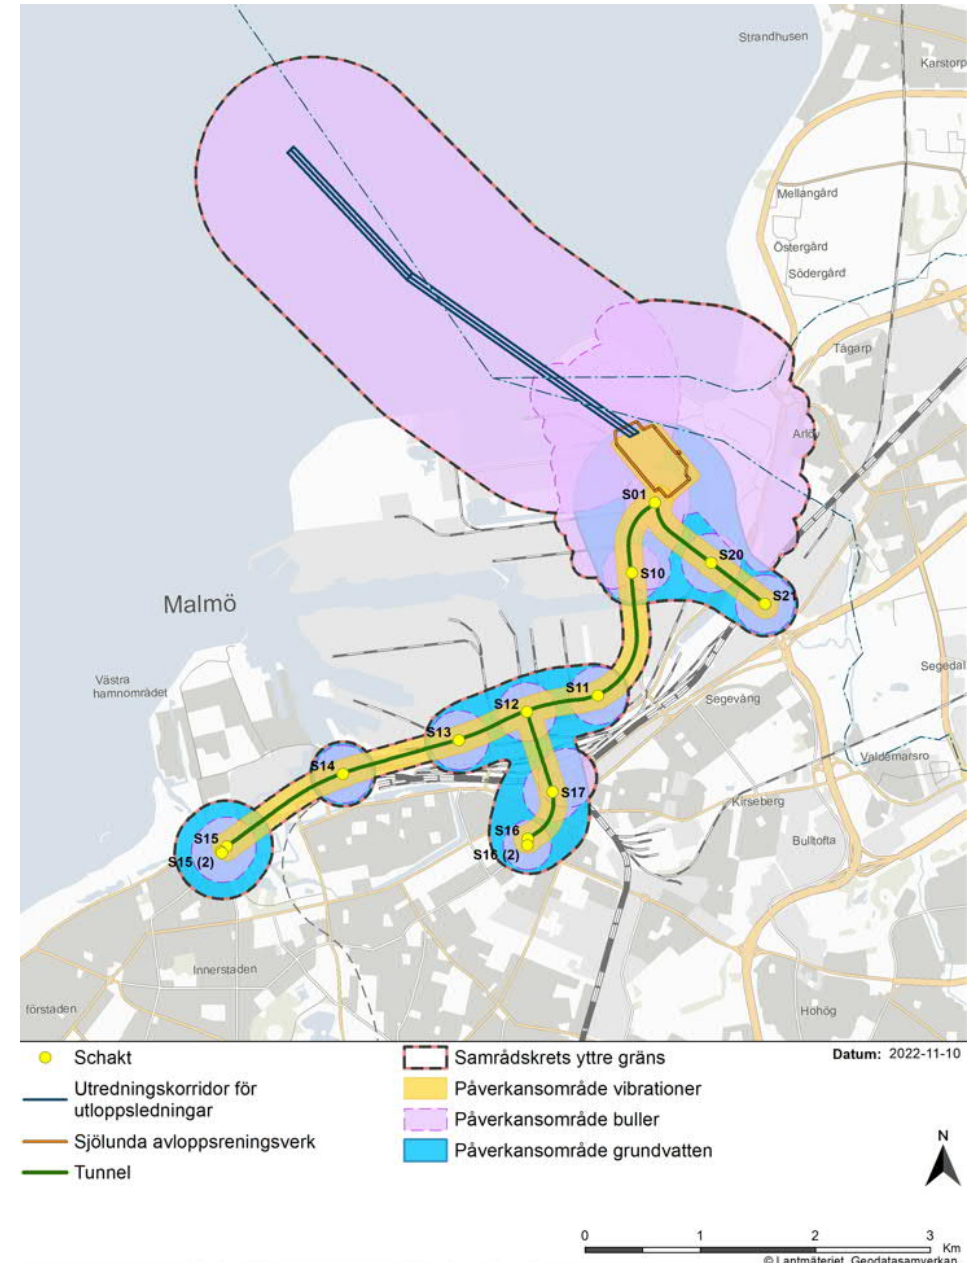 Strandhusen
Karstorp
Mellangård
Östergård
Södergård
Tågarp
Arlöv
S01
S20
S10
S21
Malmö
Västra
hamnområdet
Segedal
S11
Segevång
S12
S13
Valdemarsro
S14
S17
Kirseberg
S15
S16
Bulltofta
S15 (2)
S16 (2)
Innerstaden
förstaden
Hohög
Schakt
Utredningskorridor för
utloppsledningar
Sjölunda avloppsreningsverk
Tunnel
Samrådskrets yttre gräns
Påverkansområde vibrationer
Påverkansområde buller
Påverkansområde grundvatten
Datum: 2022-11-10
N
0 1 2 3
Km
© Lantmäteriet, Geodatasamverkan